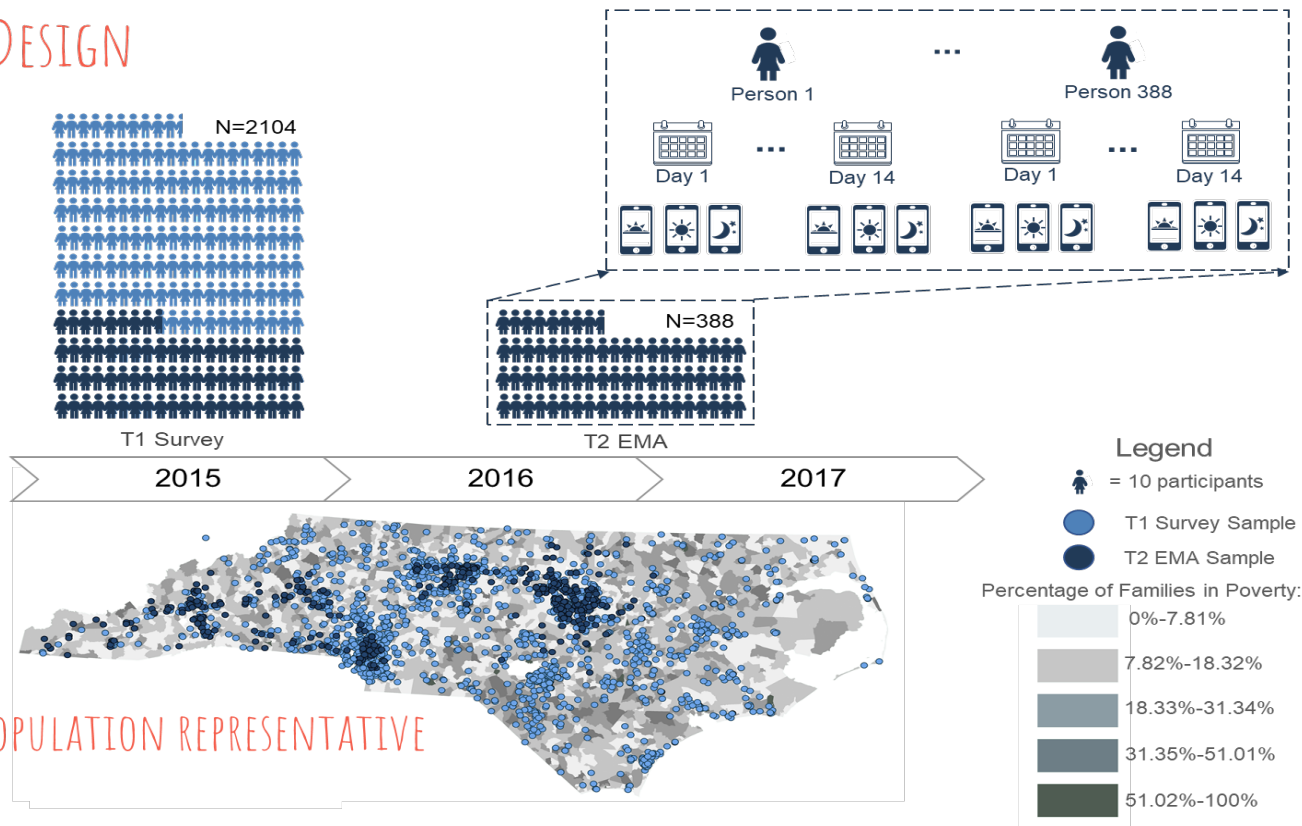 DESIGN
N=2104
T1 Survey
Person 1
...
Person 388
Day 1
...
Day 14
Day 1
...
Day 14
N=388
T2 EMA
2015
2016
2017
Legend
= 10 participants
T1 Survey Sample
T2 EMA Sample
Percentage of Families in Poverty:
0%-7.81%
7.82%-18.32%
18.33%-31.34%
31.35%-51.01%
51.02%-100%
OPULATION REPRESENTATIVE